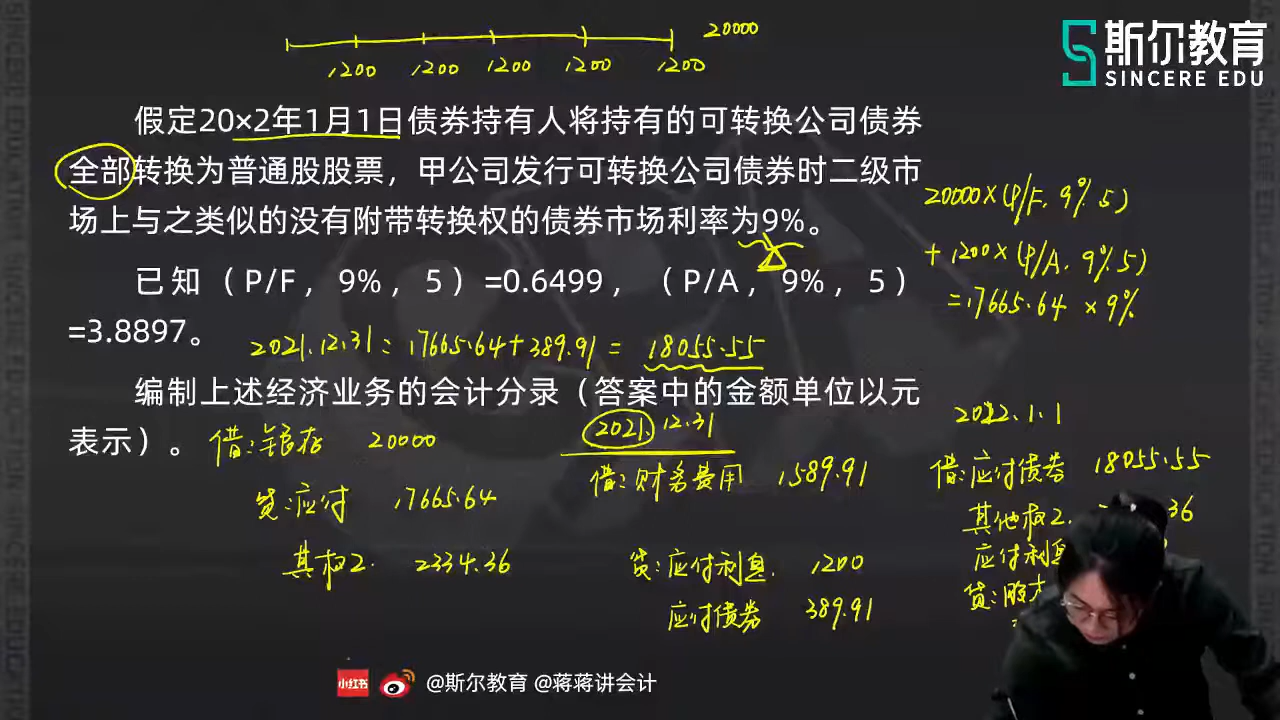 20000
1200 1200 1200 1200 1200
斯尔教育
SINCERE EDU
假定20×2年1月1日债券持有人将持有的可转换公司债券
全部转换为普通股股票，甲公司发行可转换公司债券时二级市
场上与之类似的没有附带转换权的债券市场利率为9%。
20000×(P/F, 9% 5)
+ 1200×(P/A, 9% 5)
=17665.64 ×9%
已知（P/F，9%，5）=0.6499，（P/A，9%，5）
=3.8897。
2021.12.31: 17665.64+389.91= 18055.55
编制上述经济业务的会计分录（答案中的金额单位以元
表示）。
借: 银存 20000
贷: 应付 17665.64
其权工. 2334.36
2021. 12.31
借: 财务费用 1589.91
贷: 应付利息. 1200
应付债券 389.91
2022.1.1
借: 应付债券 18055.55
其他权工. 36
应付利息
贷: 股本
小红书 @斯尔教育 @蒋蒋讲会计